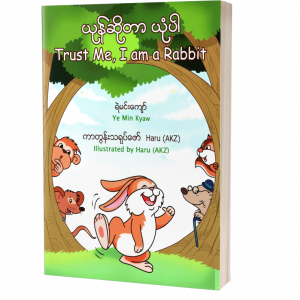 ယုန်ဆိုတာ ယုံပါ
Trust Me, I am a Rabbit
ရဲမင်းကျော်
Ye Min Kyaw
ကာတွန်းသရုပ်ဖော် Haru (AKZ)
Illustrated by Haru (AKZ)